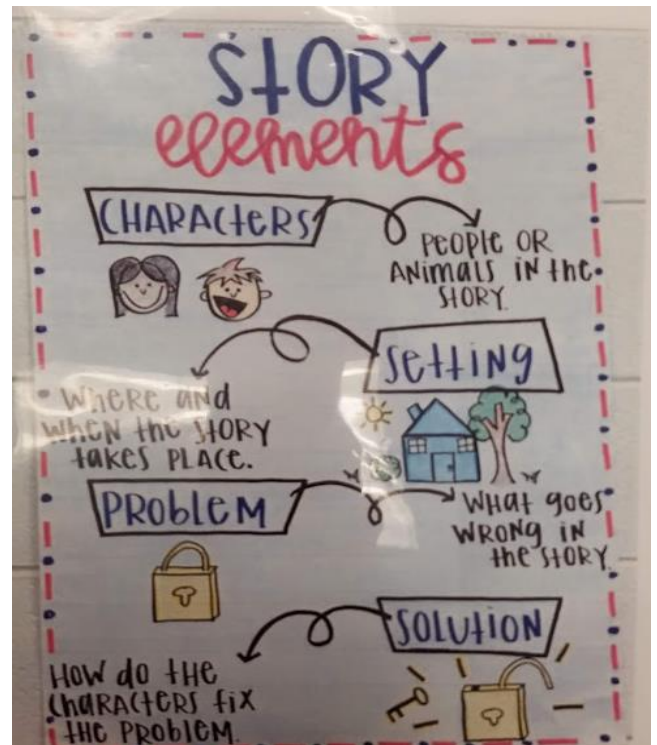 STORY
elements
CHARACTERS
PEOPLE OR
ANIMALS IN THE
STORY.
SETTING
WHERE AND
WHEN THE STORY
TAKES PLACE.
PROBLEM
WHAT GOES
WRONG IN
THE STORY.
SOLUTION
HOW DO THE
CHARACTERS FIX
THE PROBLEM.